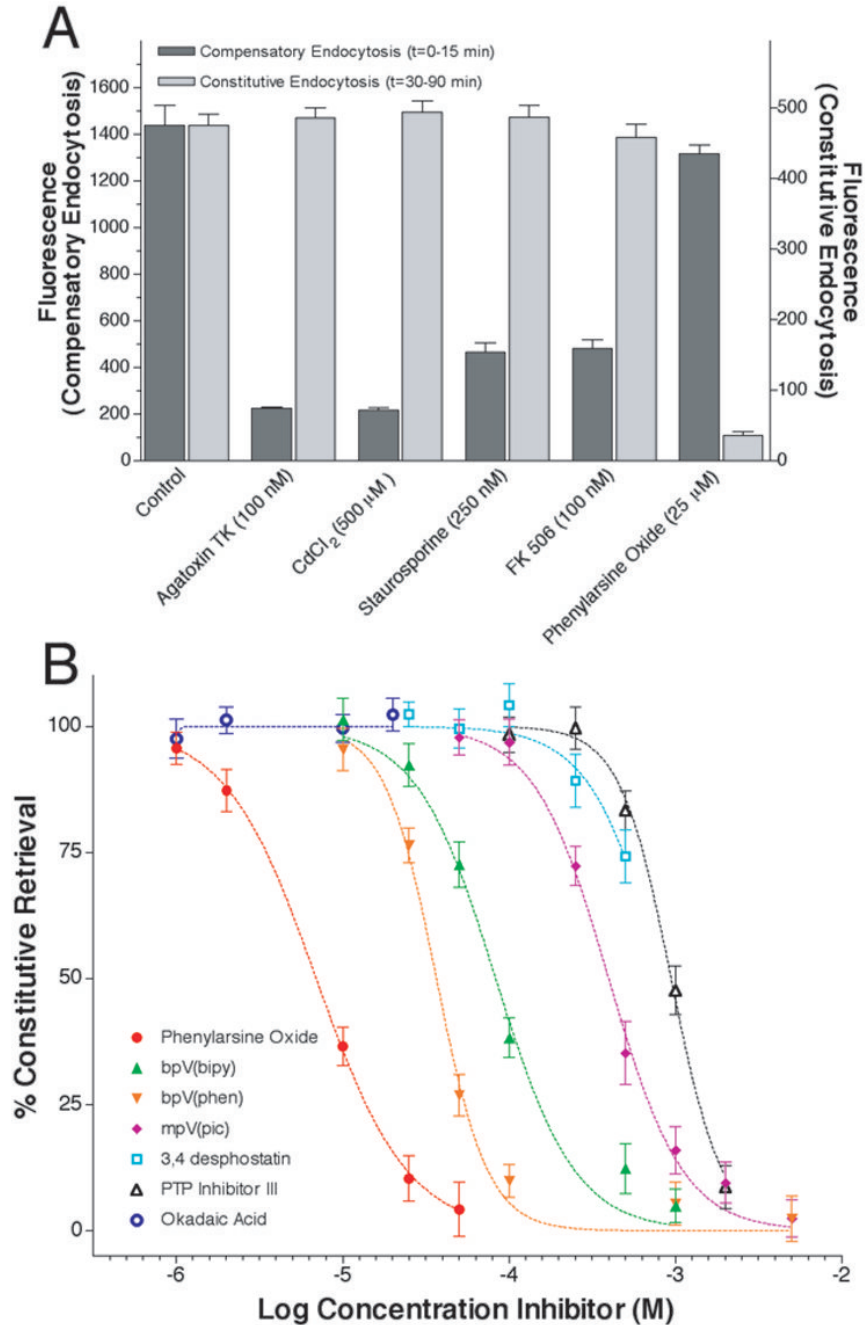 A
Compensatory Endocytosis (t=0-15 min)
Constitutive Endocytosis (t=30-90 min)
Fluorescence
(Compensatory Endocytosis)
1600
1400
1200
1000
800
600
400
200
0
500
400
300
200
100
0
Fluorescence
(Constitutive Endocytosis)
Control
Agatoxin TK (100 nM)
CdCl₂ (500 μM )
Staurosporine (250 nM)
FK 506 (100 nM)
Phenylarsine Oxide (25 μM)
B
% Constitutive Retrieval
100
75
50
25
0
Phenylarsine Oxide
bpV(bipy)
bpV(phen)
mpV(pic)
3,4 desphostatin
PTP Inhibitor III
Okadaic Acid
-6
-5
-4
-3
-2
Log Concentration Inhibitor (M)